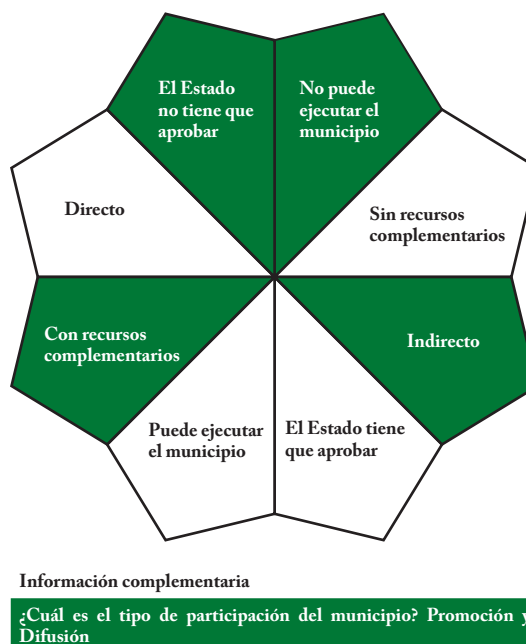 El Estado
no tiene que
aprobar
No puede
ejecutar el
municipio
Directo
Sin recursos
complementarios
Con recursos
complementarios
Indirecto
Puede ejecutar
el municipio
El Estado tiene
que aprobar
Información complementaria
¿Cuál es el tipo de participación del municipio? Promoción y
Difusión